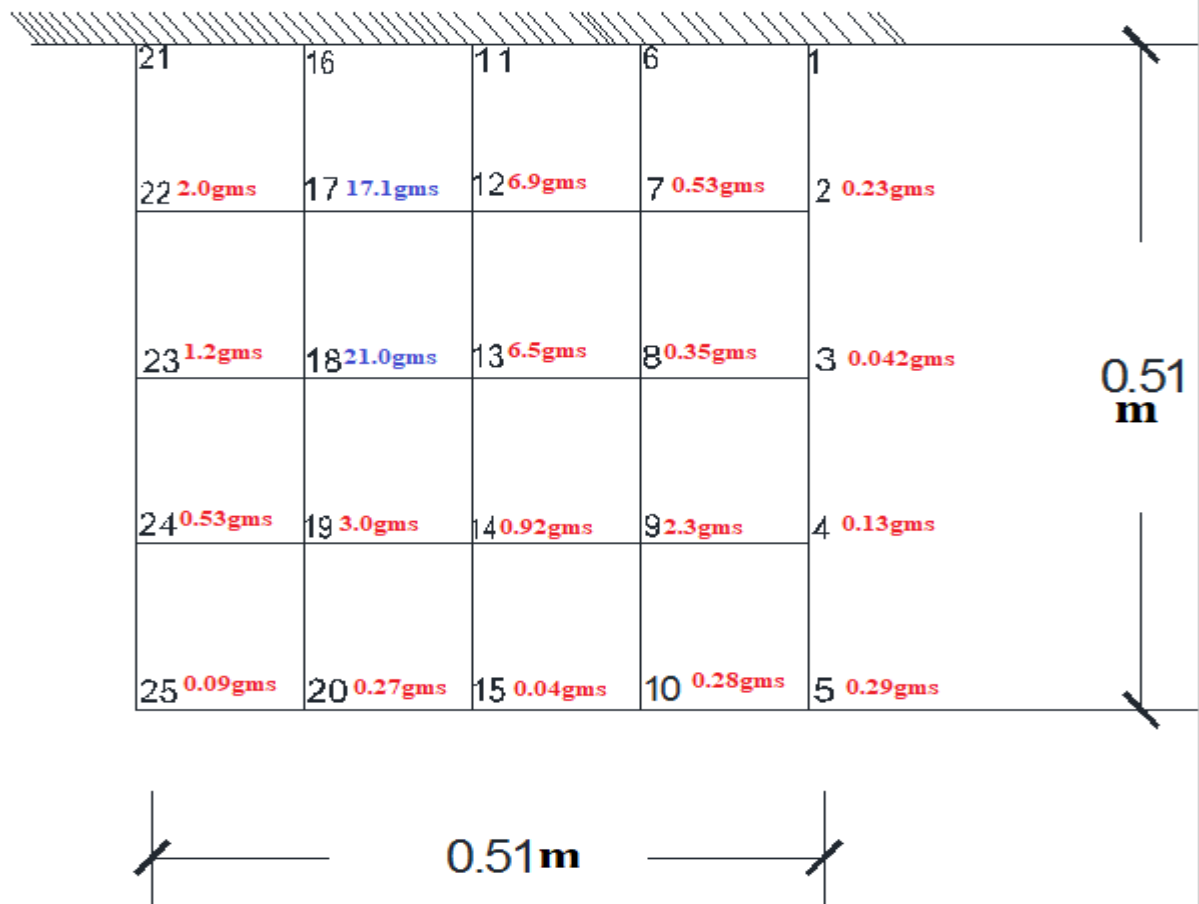 21 16 11 6 1
22 2.0gms 17 17.1gms 12 6.9gms 7 0.53gms 2 0.23gms
23 1.2gms 18 21.0gms 13 6.5gms 8 0.35gms 3 0.042gms
0.51
m
24 0.53gms 19 3.0gms 14 0.92gms 9 2.3gms 4 0.13gms
25 0.09gms 20 0.27gms 15 0.04gms 10 0.28gms 5 0.29gms
0.51m